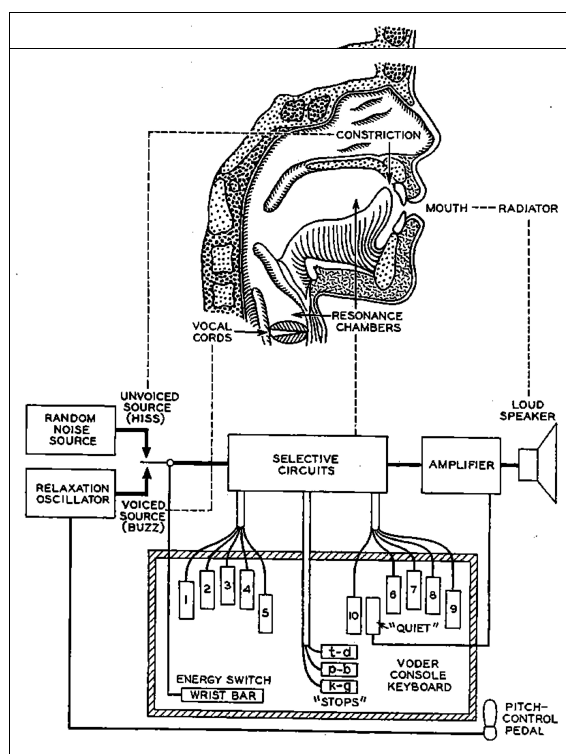 CONSTRICTION
MOUTH
RADIATOR
RESONANCE
CHAMBERS
VOCAL
CORDS
UNVOICED
SOURCE
(HISS)
LOUD
SPEAKER
RANDOM
NOISE
SOURCE
SELECTIVE
CIRCUITS
AMPLIFIER
RELAXATION
OSCILLATOR
VOICED
SOURCE
(BUZZ)
1
2
3
4
5
10
6
7
8
9
"QUIET"
t-d
p-b
k-g
"STOPS"
ENERGY SWITCH
WRIST BAR
VODER
CONSOLE
KEYBOARD
PITCH-
CONTROL
PEDAL